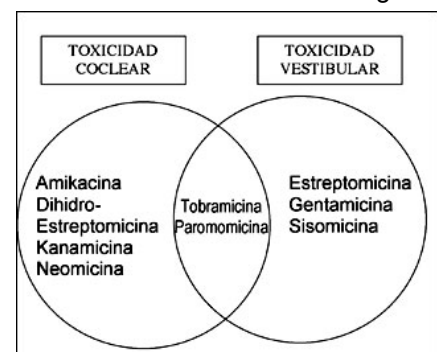 TOXICIDAD
COCLEAR
TOXICIDAD
VESTIBULAR
Amikacina
Dihidro-
Estreptomicina
Kanamicina
Neomicina
Tobramicina
Paromomicina
Estreptomicina
Gentamicina
Sisomicina